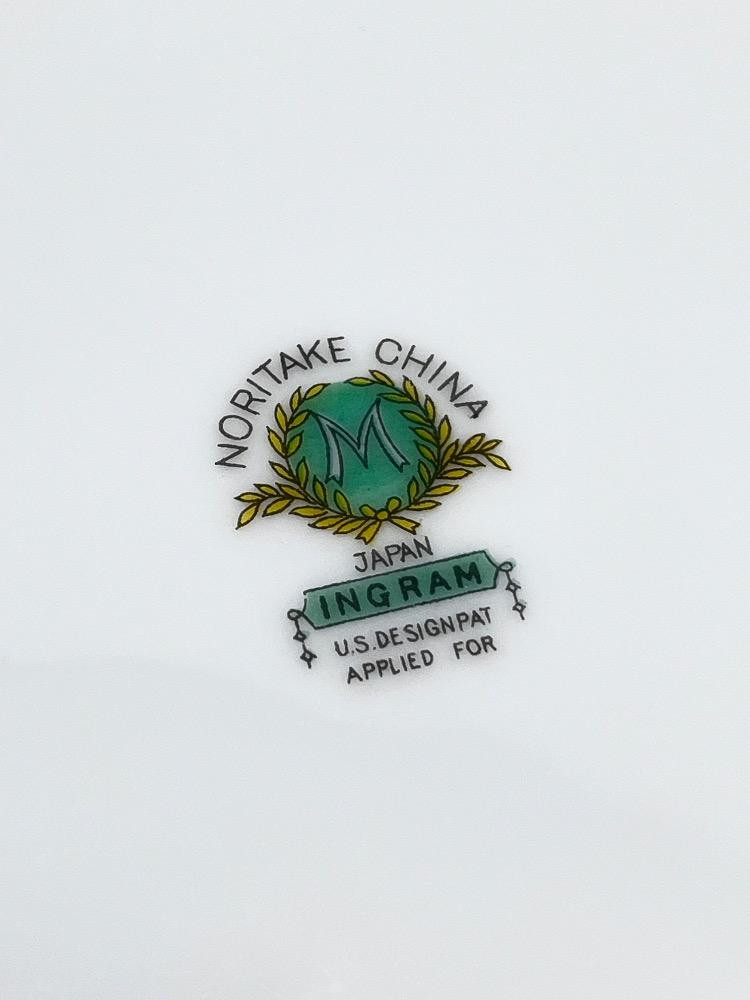 NORITAKE CHINA
M
JAPAN
INGRAM
U.S.DESIGNPAT
APPLIED FOR